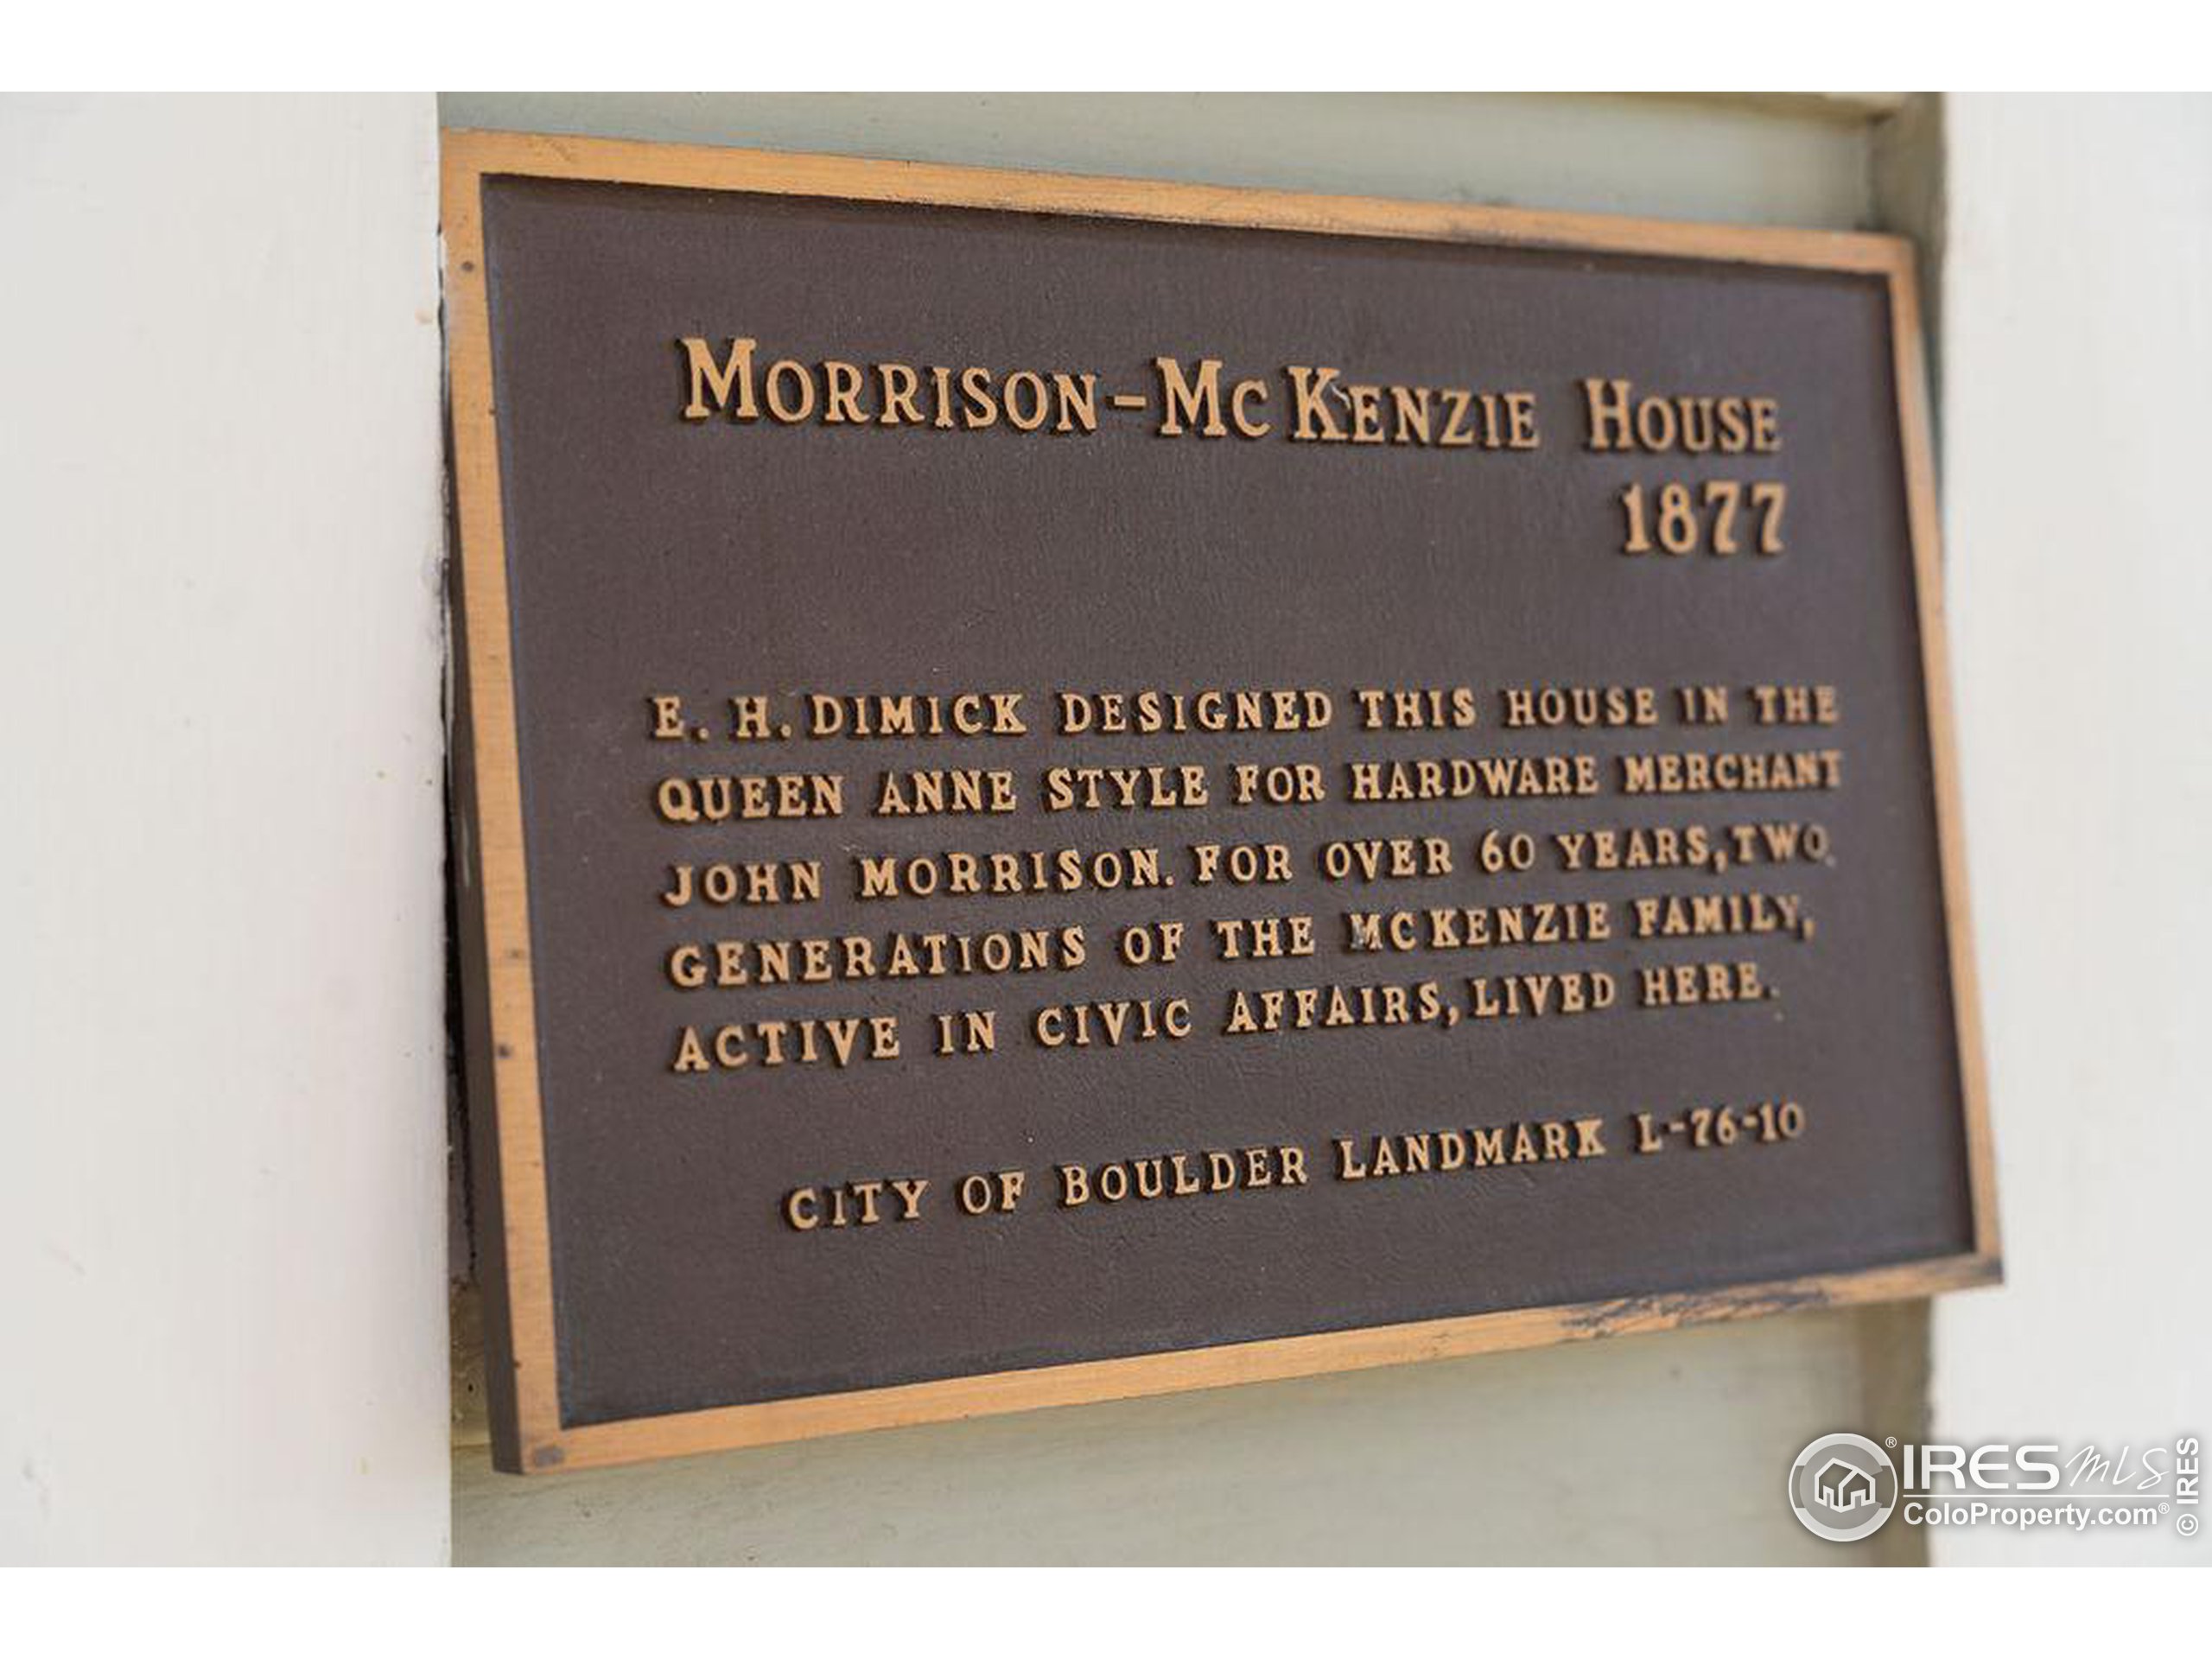 MORRISON-MCKENZIE HOUSE
1877
E. H. DIMICK DESIGNED THIS HOUSE IN THE
QUEEN ANNE STYLE FOR HARDWARE MERCHANT
JOHN MORRISON. FOR OVER 60 YEARS, TWO
GENERATIONS OF THE MCKENZIE FAMILY,
ACTIVE IN CIVIC AFFAIRS, LIVED HERE.
CITY OF BOULDER LANDMARK L-76-10
® IRES MLS
ColoProperty.com®
© IRES